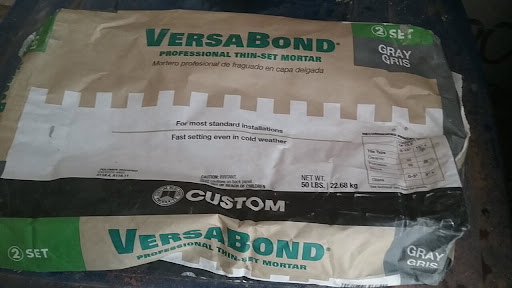 VERSABOND®
PROFESSIONAL THIN-SET MORTAR
Mortero profesional de fraguado en capa delgada
2 SET
GRAY
GRIS
For most standard installations
Fast setting even in cold weather
Tile Type
NET WT.
50 LBS. / 22.68 kg
CUSTOM®
2 SET
VERSABOND®
PROFESSIONAL THIN-SET MORTAR
GRAY
GRIS